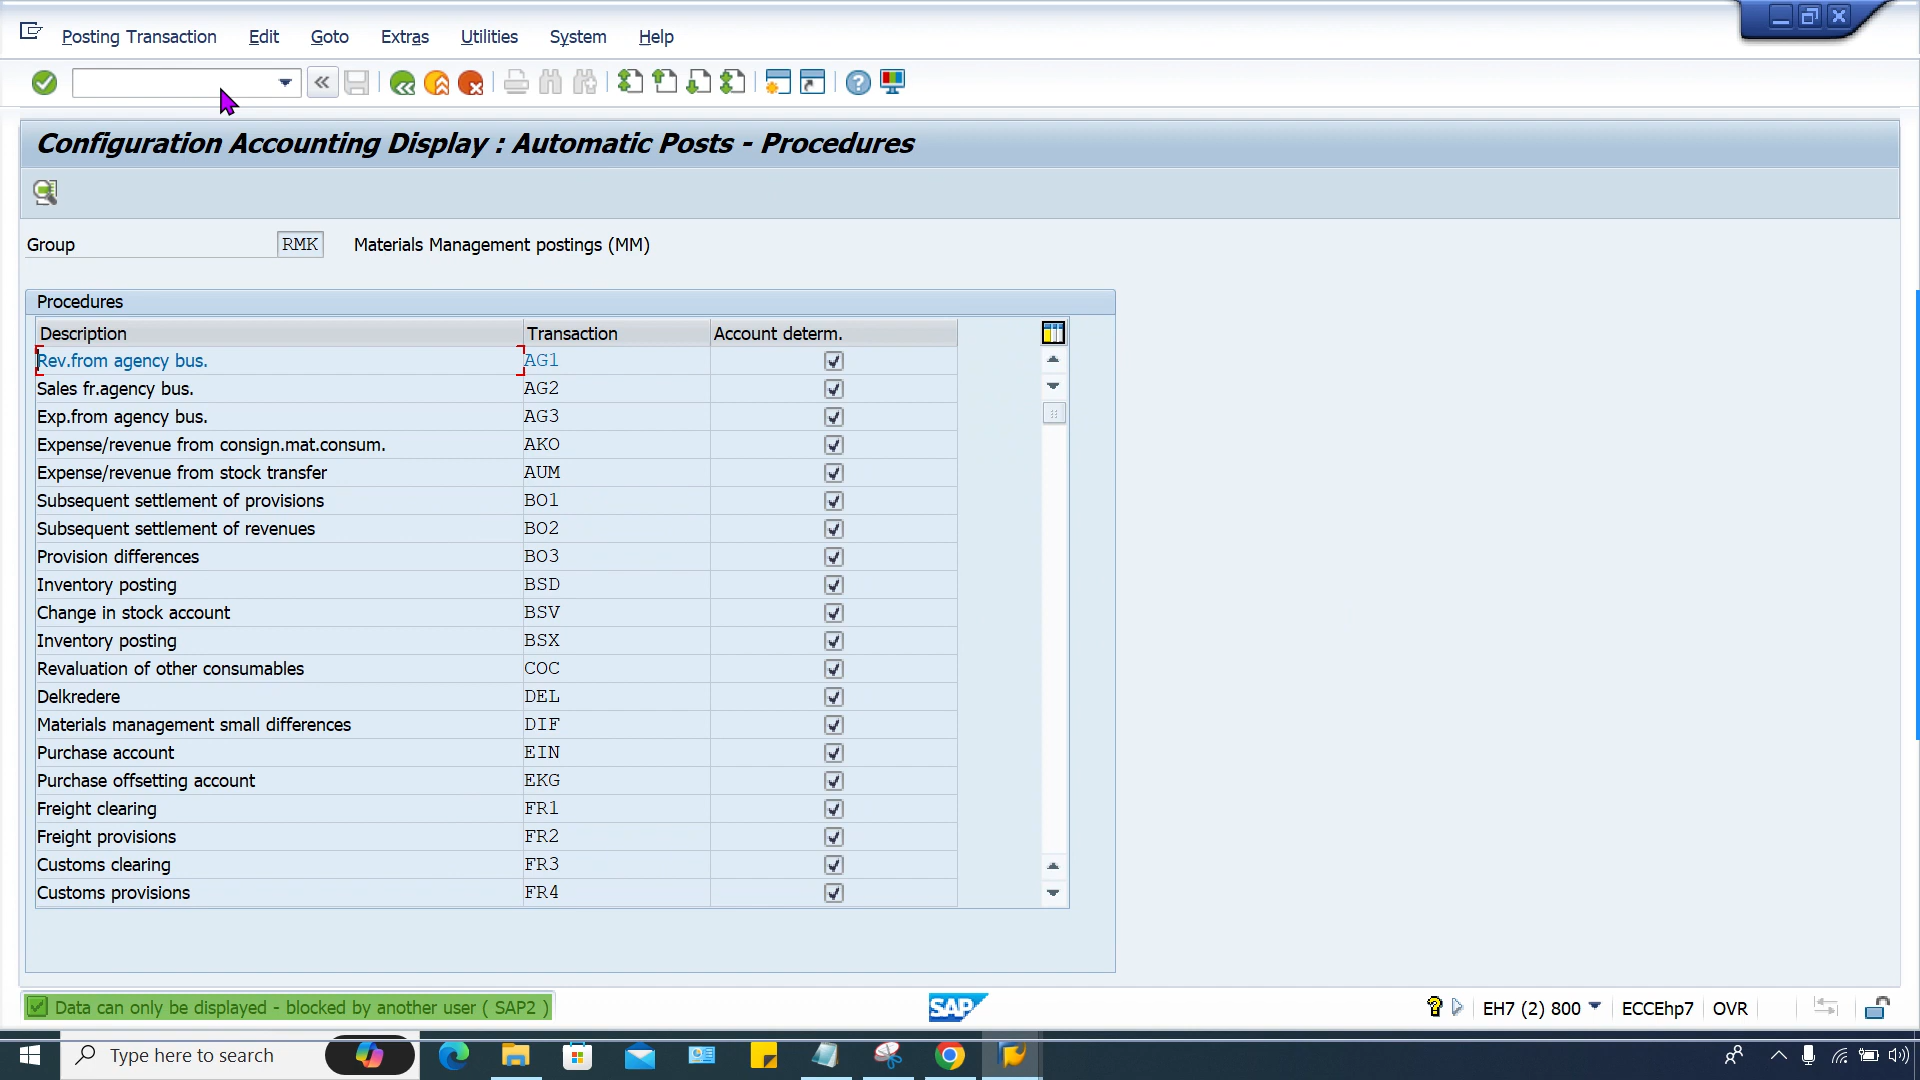 Posting Transaction Edit Goto Extras Utilities System Help
Configuration Accounting Display : Automatic Posts - Procedures
Group RMK Materials Management postings (MM)
Procedures
Description Transaction Account determ.
Rev.from agency bus. AG1
Sales fr.agency bus. AG2
Exp.from agency bus. AG3
Expense/revenue from consign.mat.consum. AKO
Expense/revenue from stock transfer AUM
Subsequent settlement of provisions BO1
Subsequent settlement of revenues BO2
Provision differences BO3
Inventory posting BSD
Change in stock account BSV
Inventory posting BSX
Revaluation of other consumables COC
Delkredere DEL
Materials management small differences DIF
Purchase account EIN
Purchase offsetting account EKG
Freight clearing FR1
Freight provisions FR2
Customs clearing FR3
Customs provisions FR4
Data can only be displayed - blocked by another user ( SAP2 ) SAP EH7 (2) 800 ECCEhp7 OVR
Type here to search